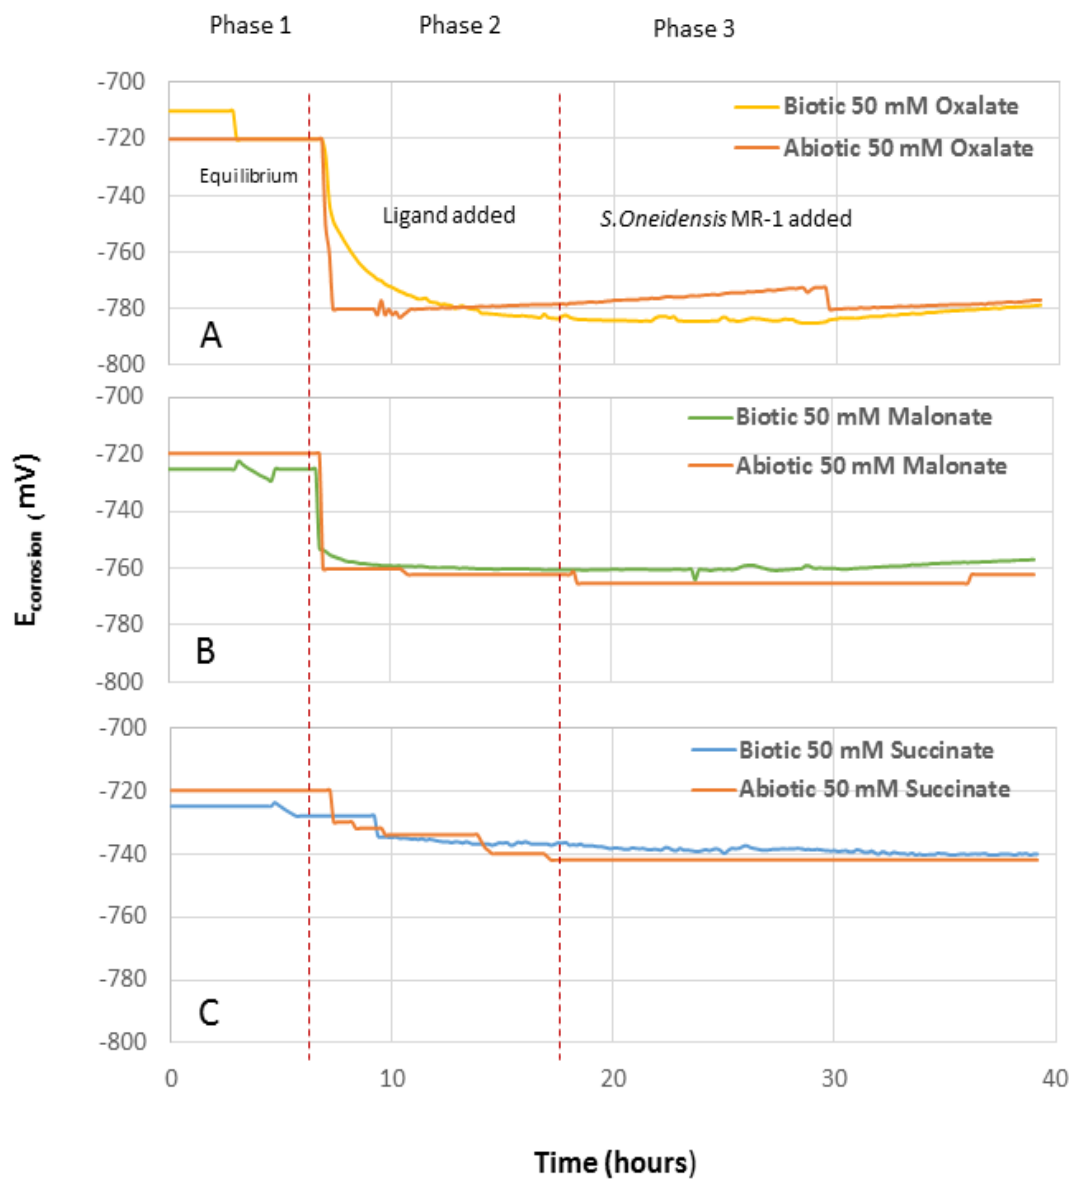 Phase 1 Phase 2 Phase 3
-700
Biotic 50 mM Oxalate
-720
Abiotic 50 mM Oxalate
Equilibrium
-740
Ligand added
S.Oneidensis MR-1 added
-760
-780
A
-800
-700
Biotic 50 mM Malonate
-720
Abiotic 50 mM Malonate
-740
-760
-780
B
-800
Ecorrosion (mV)
-700
Biotic 50 mM Succinate
-720
Abiotic 50 mM Succinate
-740
-760
-780
C
-800
0 10 20 30 40
Time (hours)